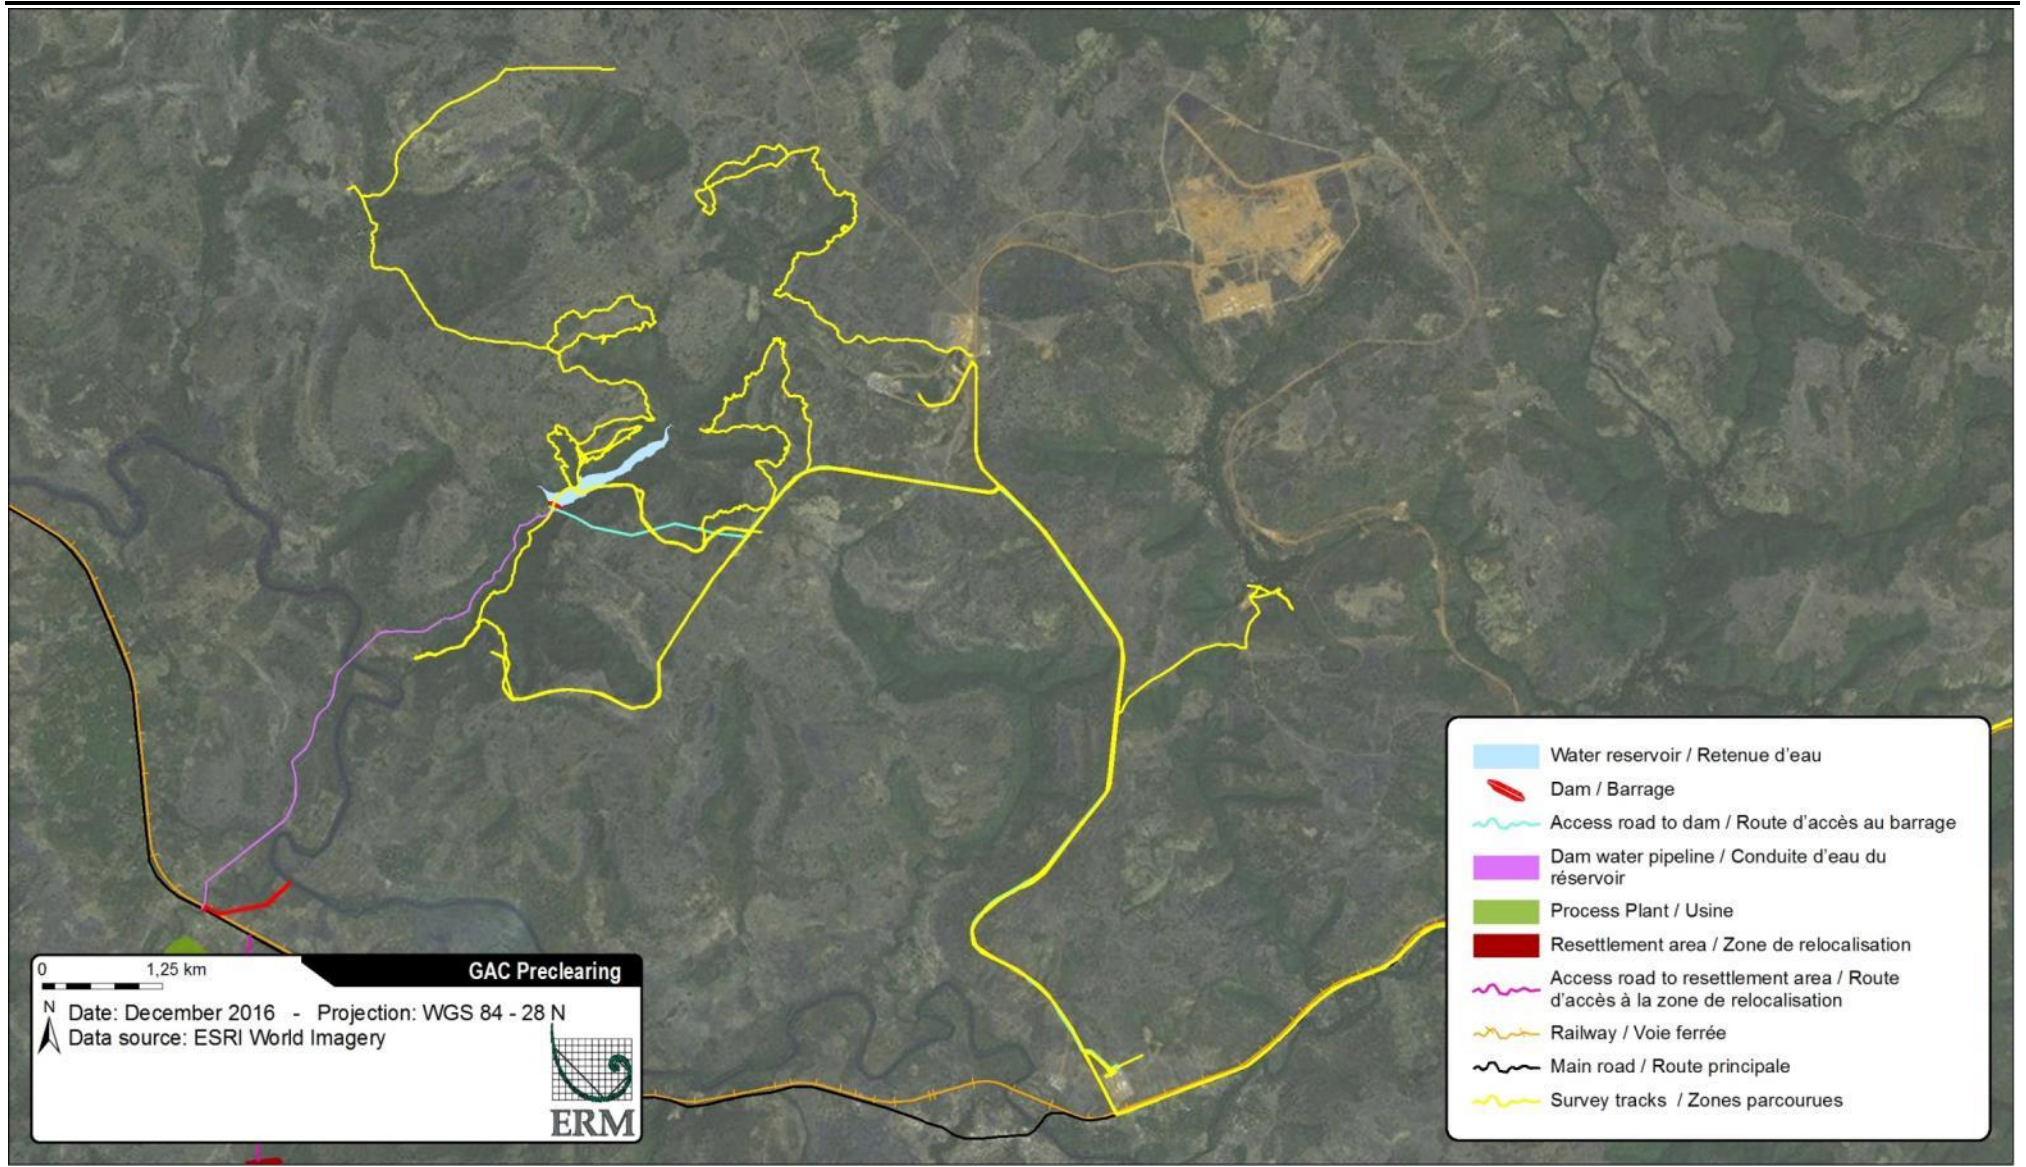 Water reservoir / Retenue d'eau
Dam / Barrage
Access road to dam / Route d'accès au barrage
Dam water pipeline / Conduite d'eau du
réservoir
Process Plant / Usine
Resettlement area / Zone de relocalisation
Access road to resettlement area / Route
d'accès à la zone de relocalisation
Railway / Voie ferrée
Main road / Route principale
Survey tracks / Zones parcourues
0 1,25 km
GAC Preclearing
N
Date: December 2016 - Projection: WGS 84 - 28 N
Data source: ESRI World Imagery
ERM